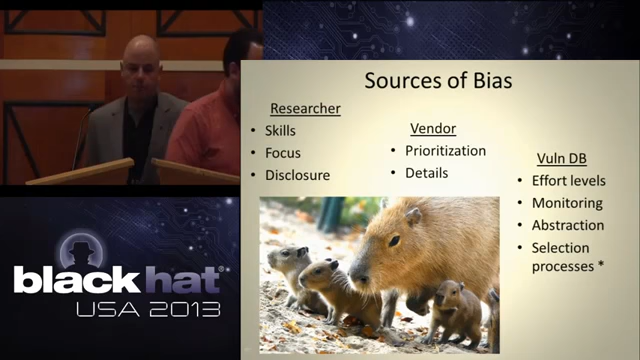 Sources of Bias
Researcher
• Skills
• Focus
• Disclosure
Vendor
• Prioritization
• Details
Vuln DB
• Effort levels
• Monitoring
• Abstraction
• Selection
processes *
black hat®
USA 2013